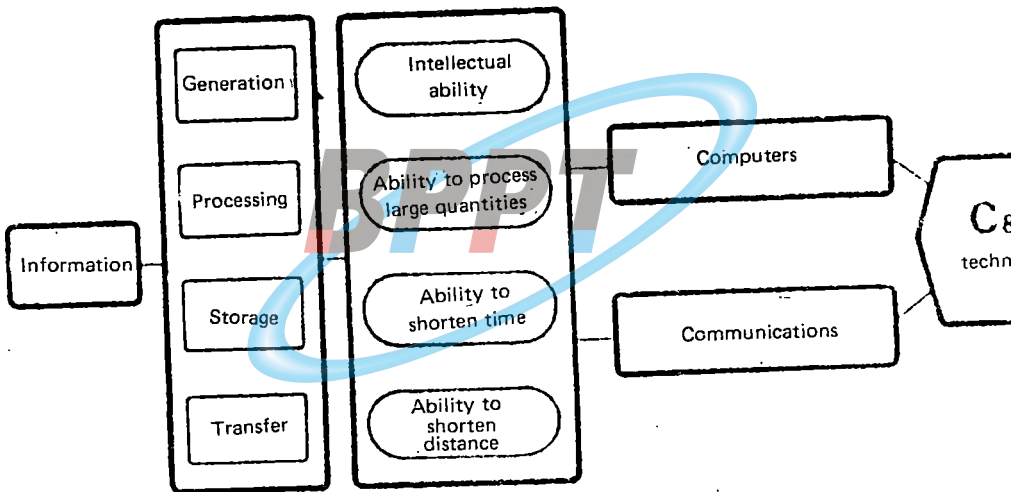 Information
Generation
Processing
Storage
Transfer
Intellectual
ability
Ability to process
large quantities
Ability to
shorten time
Ability to
shorten
distance
Computers
Communications
C
BPPT